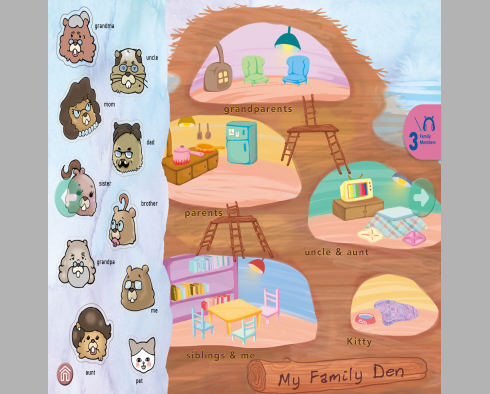 grandma
uncle
mom
dad
sister
brother
grandpa
me
aunt
pet
grandparents
parents
uncle & aunt
siblings & me
Kitty
My Family Den
3
Family
Members